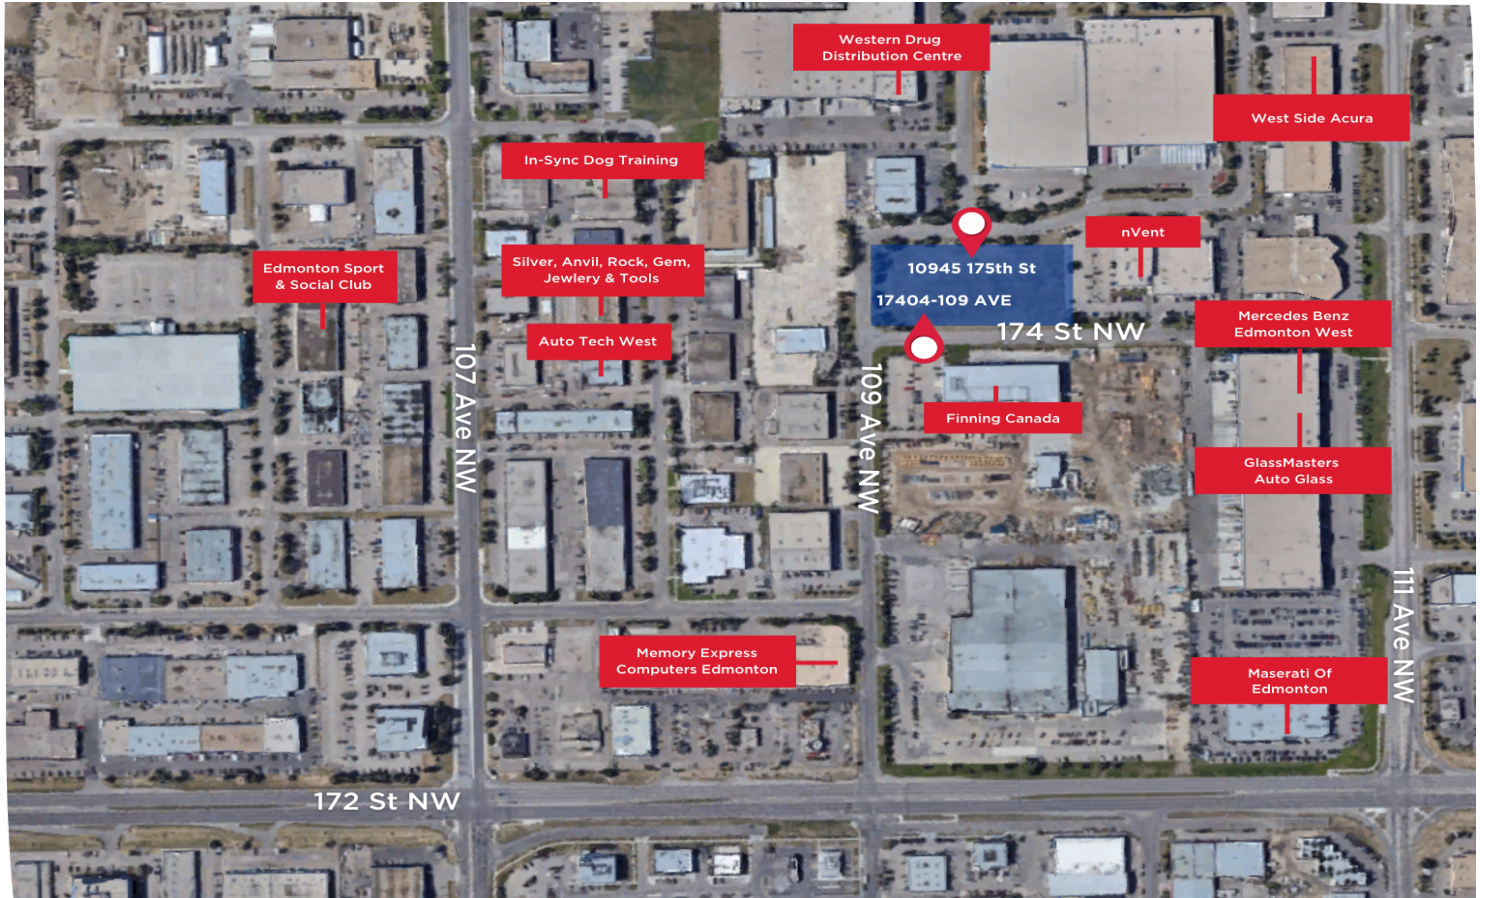 Western Drug
Distribution Centre
West Side Acura
In-Sync Dog Training
nVent
Edmonton Sport
& Social Club
Silver, Anvil, Rock, Gem,
Jewlery & Tools
10945 175th St
17404-109 AVE
174 St NW
Mercedes Benz
Edmonton West
Auto Tech West
107 Ave NW
109 Ave NW
Finning Canada
GlassMasters
Auto Glass
111 Ave NW
Memory Express
Computers Edmonton
Maserati Of
Edmonton
172 St NW